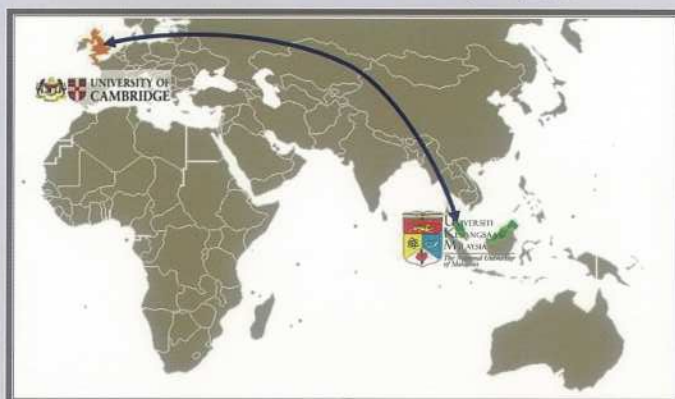 UNIVERSITY OF
CAMBRIDGE
UNIVERSITI
KEBANGSAAN
MALAYSIA
The National University
of Malaysia